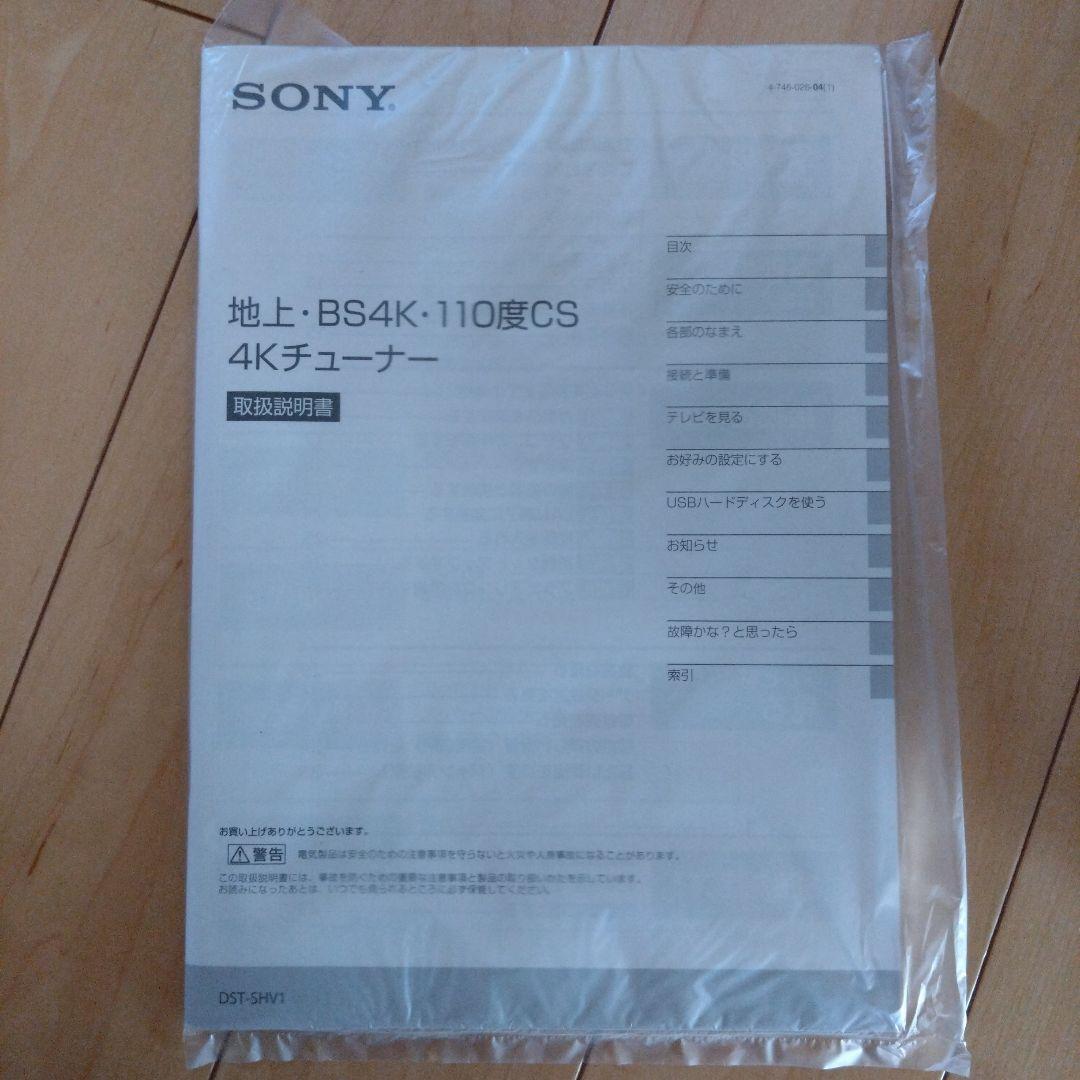 SONY®
4-746-026-04(1)
地上・BS4K・110度CS
4Kチューナー
取扱説明書
目次
安全のために
各部のなまえ
接続と準備
テレビを見る
お好みの設定にする
USBハードディスクを使う
お知らせ
その他
故障かな？と思ったら
索引
お買い上げありがとうございます。
警告 電気製品は安全のための注意事項を守らないと火災や人身事故になることがあります。
この取扱説明書には、事故を防ぐための重要な注意事項と製品の取り扱いかたを示しています。
お読みになったあとは、いつでも見られるところに必ず保管してください。
DST-SHV1